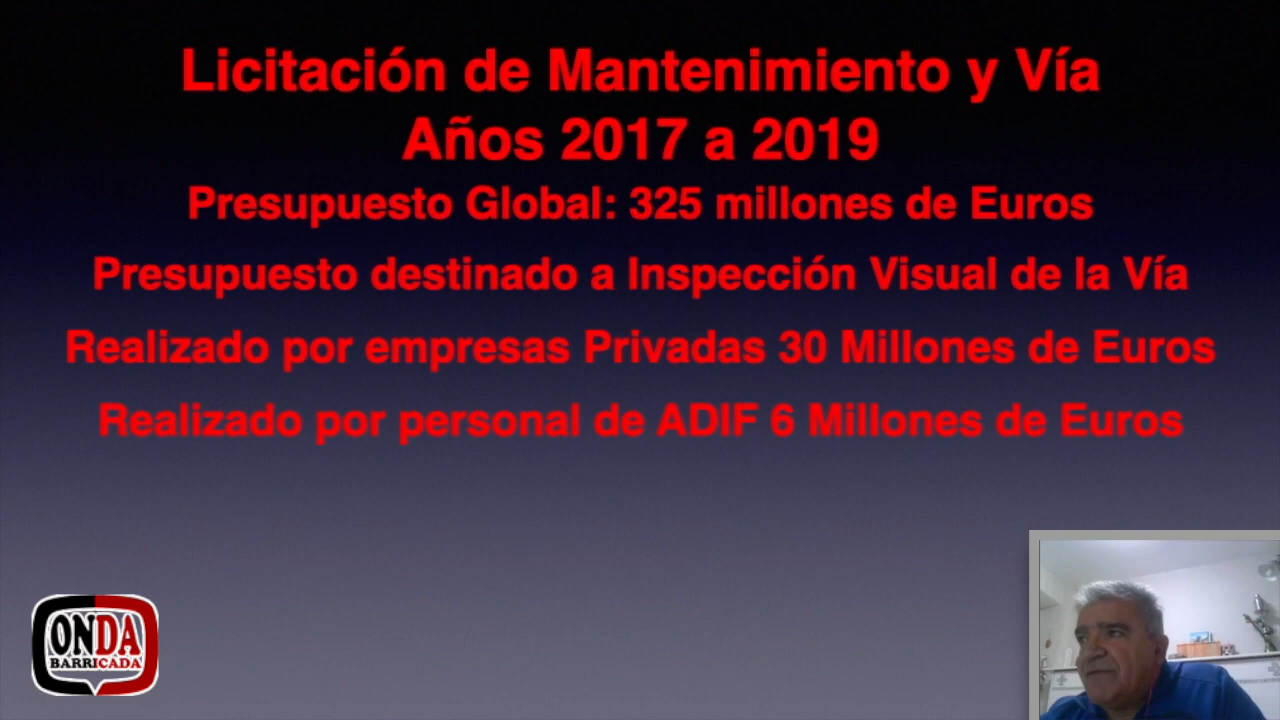 Licitación de Mantenimiento y Vía
Años 2017 a 2019
Presupuesto Global: 325 millones de Euros
Presupuesto destinado a Inspección Visual de la Vía
Realizado por empresas Privadas 30 Millones de Euros
Realizado por personal de ADIF 6 Millones de Euros
ONDA
BARRICADA